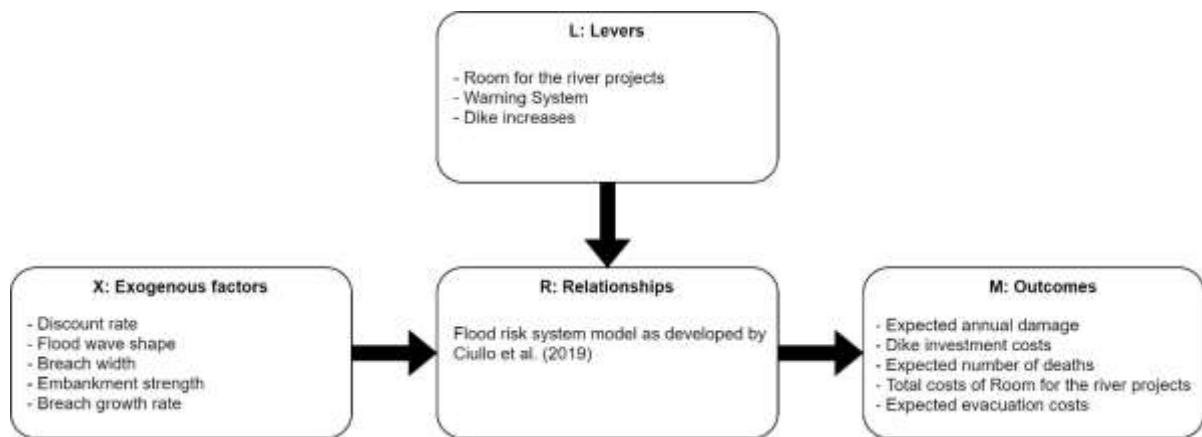 L: Levers
- Room for the river projects
- Warning System
- Dike increases
X: Exogenous factors
- Discount rate
- Flood wave shape
- Breach width
- Embankment strength
- Breach growth rate
R: Relationships
Flood risk system model as developed by
Ciullo et al. (2019)
M: Outcomes
- Expected annual damage
- Dike investment costs
- Expected number of deaths
- Total costs of Room for the river projects
- Expected evacuation costs